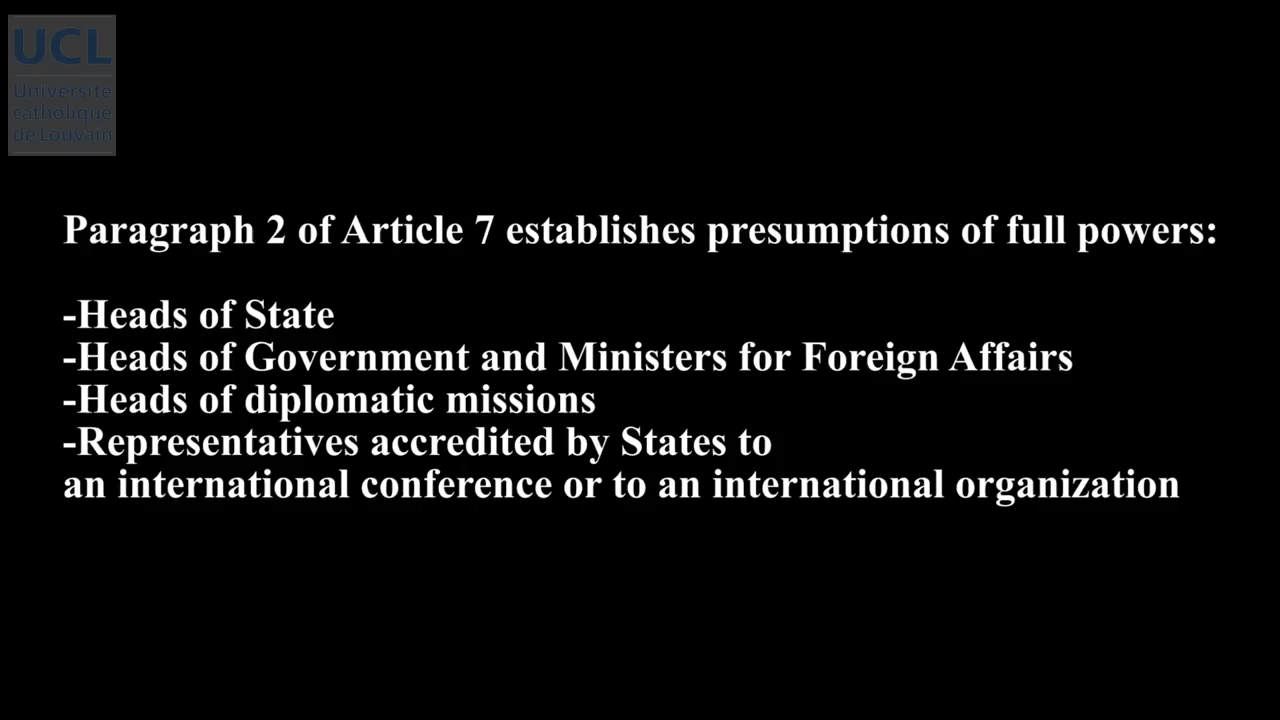 UCL
Université
catholique
de Louvain
Paragraph 2 of Article 7 establishes presumptions of full powers:
-Heads of State
-Heads of Government and Ministers for Foreign Affairs
-Heads of diplomatic missions
-Representatives accredited by States to
an international conference or to an international organization